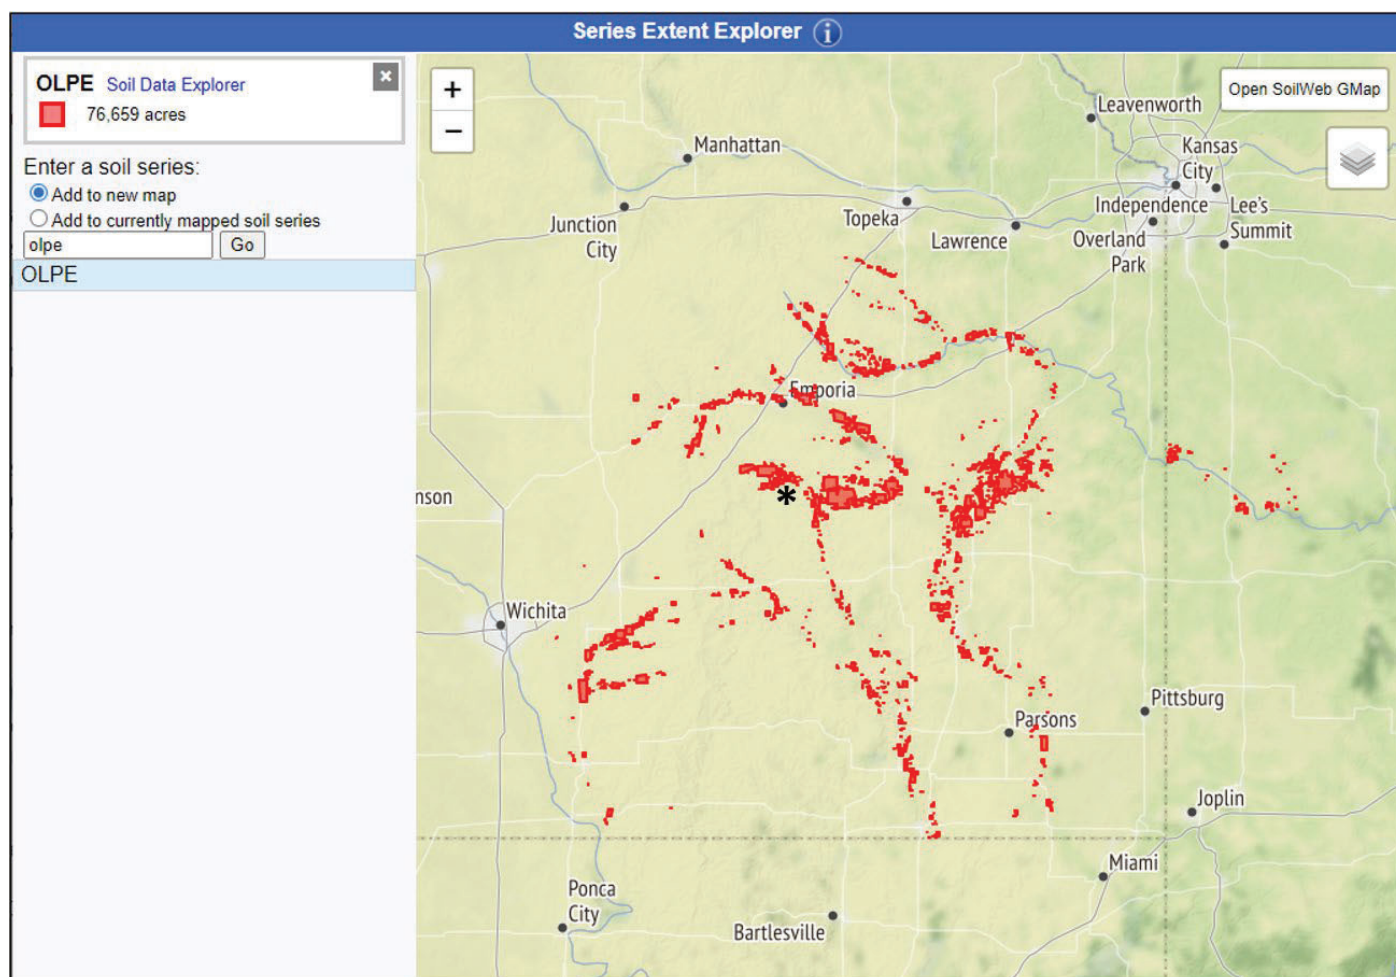 Series Extent Explorer i
OLPE Soil Data Explorer
×
76,659 acres
Enter a soil series:
Add to new map
Add to currently mapped soil series
olpe
Go
OLPE
+
−
Open SoilWeb GMap
Leavenworth
Manhattan
Kansas
City
Junction
City
Topeka
Lawrence
Independence
Lee's
Summit
Overland
Park
Emporia
nson
*
Wichita
Pittsburg
Parsons
Joplin
Miami
Ponca
City
Bartlesville